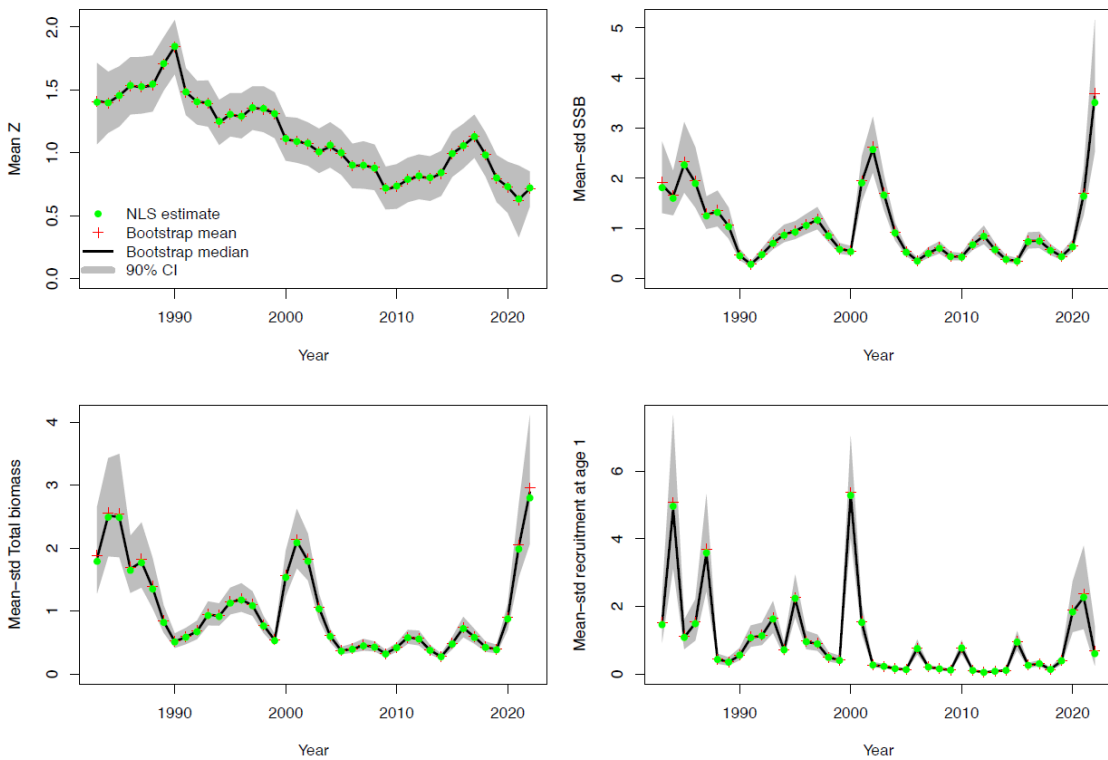 Mean Z
2.0
1.5
1.0
0.5
0.0
NLS estimate
Bootstrap mean
Bootstrap median
90% CI
1990 2000 2010 2020
Year
Mean−std SSB
5
4
3
2
1
0
1990 2000 2010 2020
Year
Mean−std Total biomass
4
3
2
1
0
1990 2000 2010 2020
Year
Mean−std recruitment at age 1
6
4
2
0
1990 2000 2010 2020
Year